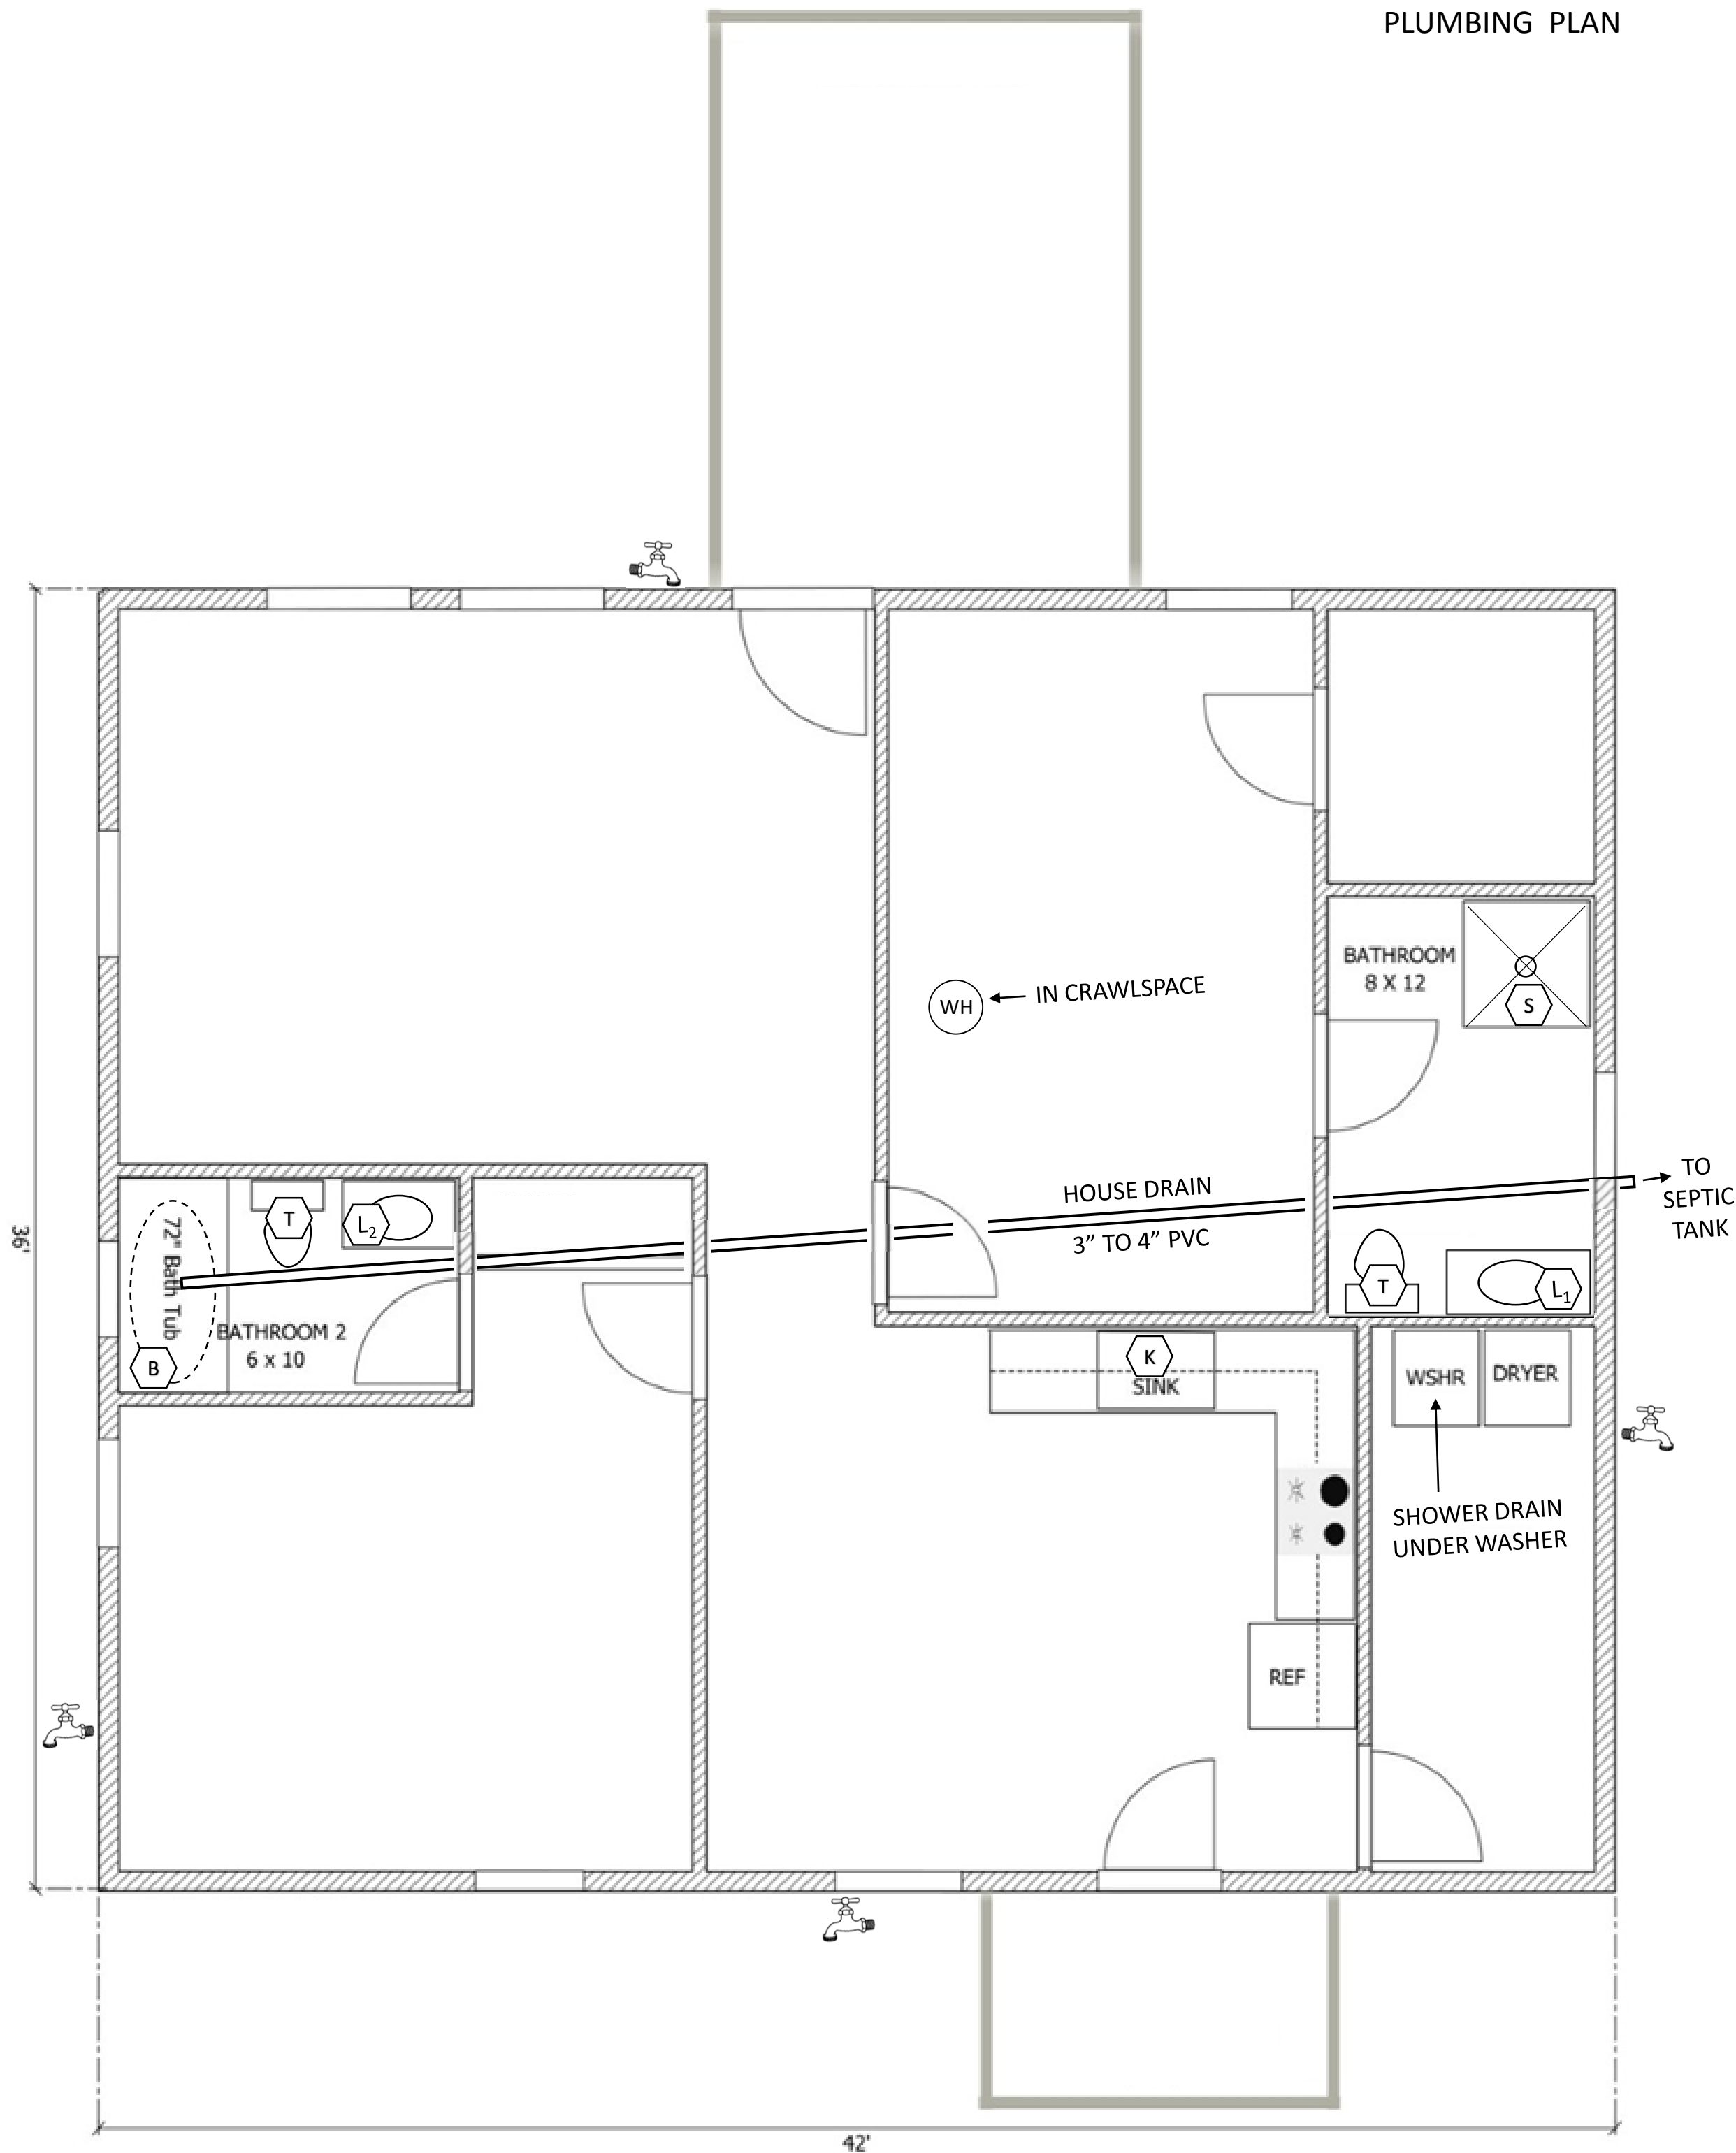 PLUMBING PLAN
BATHROOM
8 X 12
S
WH
IN CRAWLSPACE
TO
SEPTIC
TANK
HOUSE DRAIN
3” TO 4” PVC
T
L2
72" Bath Tub
B
BATHROOM 2
6 x 10
36'
T
L1
K
SINK
WSHR
DRYER
SHOWER DRAIN
UNDER WASHER
REF
42'